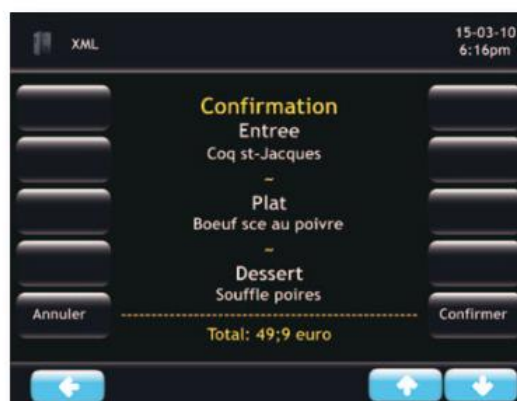 XML
15-03-10
6:16pm
Confirmation
Entree
Coq st-Jacques
~
Plat
Boeuf sce au poivre
~
Dessert
Souffle poires
Annuler
Confirmer
Total: 49;9 euro